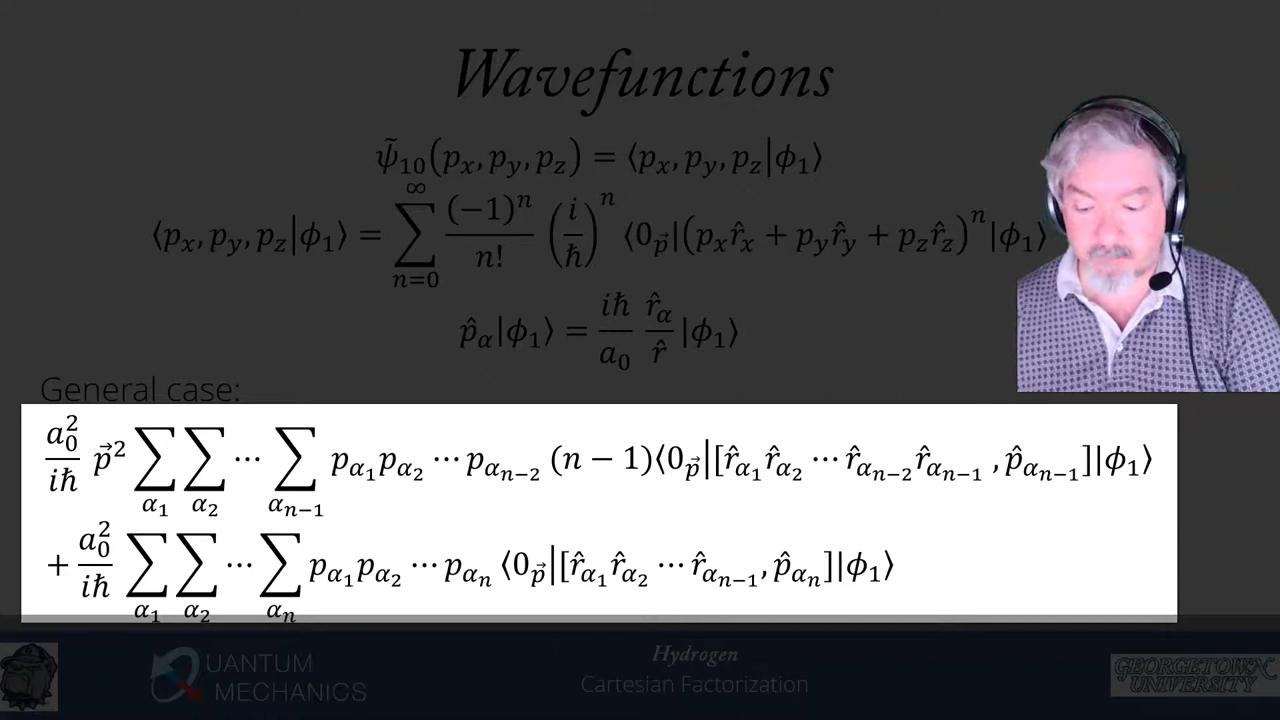 Wavefunctions
ψ̃₁₀(pₓ, p_y, p_z) = ⟨pₓ, p_y, p_z|ϕ₁⟩
⟨pₓ, p_y, p_z|ϕ₁⟩ = ∑_{n=0}^{∞} (−1)ⁿ/n! (i/ħ)ⁿ ⟨0_{p⃗}|(pₓr̂ₓ + p_y r̂_y + p_z r̂_z)ⁿ|ϕ₁⟩
p̂_α|ϕ₁⟩ = iħ/a₀ r̂_α/r̂ |ϕ₁⟩
General case:
a₀²/iħ p⃗² ∑_{α₁} ∑_{α₂} ⋯ ∑_{α_{n−1}} p_{α₁}p_{α₂} ⋯ p_{α_{n−2}} (n − 1)⟨0_{p⃗}|[r̂_{α₁}r̂_{α₂} ⋯ r̂_{α_{n−2}}r̂_{α_{n−1}}, p̂_{α_{n−1}}]|ϕ₁⟩
+ a₀²/iħ ∑_{α₁} ∑_{α₂} ⋯ ∑_{α_n} p_{α₁}p_{α₂} ⋯ p_{α_n} ⟨0_{p⃗}|[r̂_{α₁}r̂_{α₂} ⋯ r̂_{α_{n−1}}, p̂_{α_n}]|ϕ₁⟩
QUANTUM
MECHANICS
Hydrogen
Cartesian Factorization
GEORGETOWN
UNIVERSITY